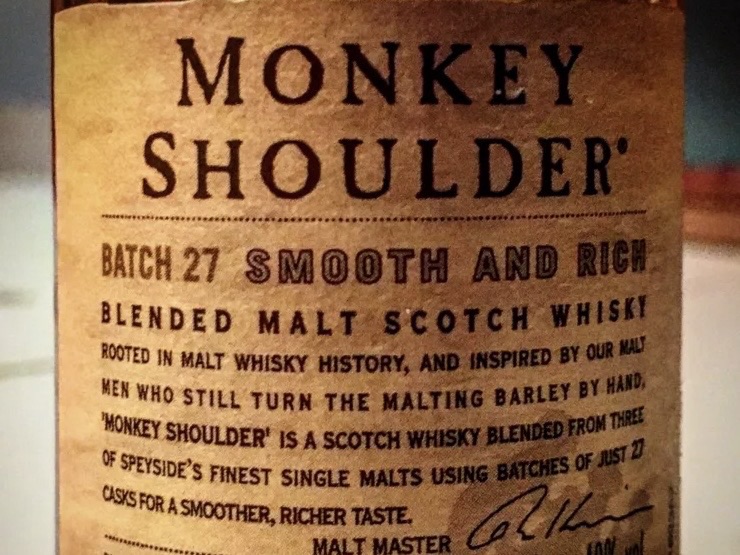 MONKEY
SHOULDER®
BATCH 27 SMOOTH AND RICH
BLENDED MALT SCOTCH WHISKY
ROOTED IN MALT WHISKY HISTORY, AND INSPIRED BY OUR MALT
MEN WHO STILL TURN THE MALTING BARLEY BY HAND,
'MONKEY SHOULDER' IS A SCOTCH WHISKY BLENDED FROM THREE
OF SPEYSIDE'S FINEST SINGLE MALTS USING BATCHES OF JUST 27
CASKS FOR A SMOOTHER, RICHER TASTE.
MALT MASTER